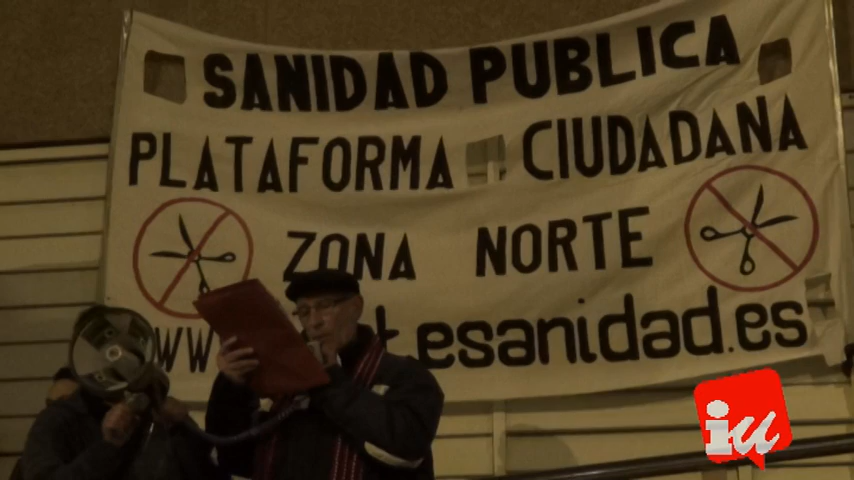 SANIDAD PUBLICA
PLATAFORMA CIUDADANA
ZONA NORTE
esanidad.es
iu